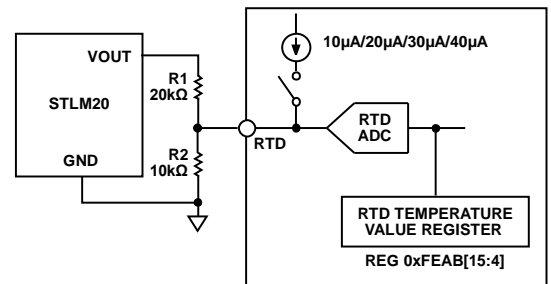 10µA/20µA/30µA/40µA
VOUT
R1
20kΩ
STLM20
RTD
RTD
ADC
R2
10kΩ
GND
RTD TEMPERATURE
VALUE REGISTER
REG 0xFEAB[15:4]